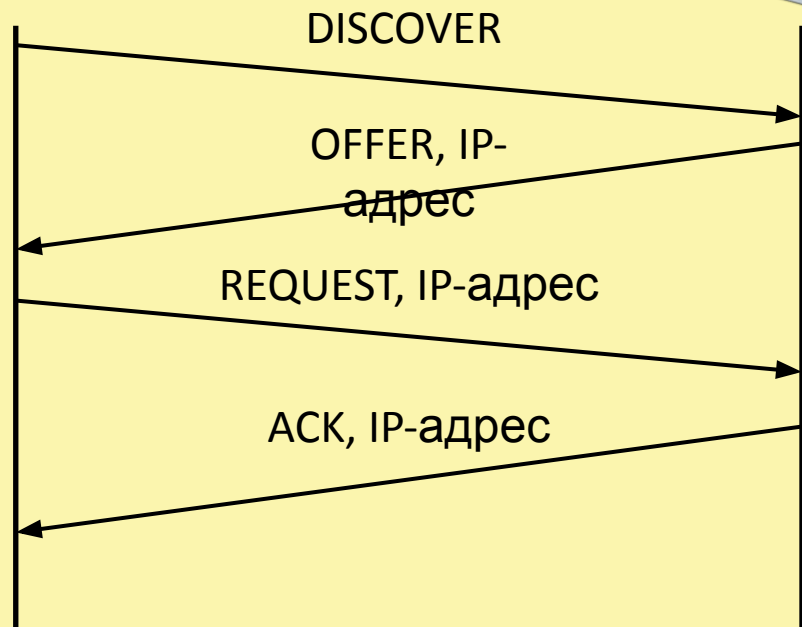 DISCOVER
OFFER, IP-
адрес
REQUEST, IP-адрес
ACK, IP-адрес